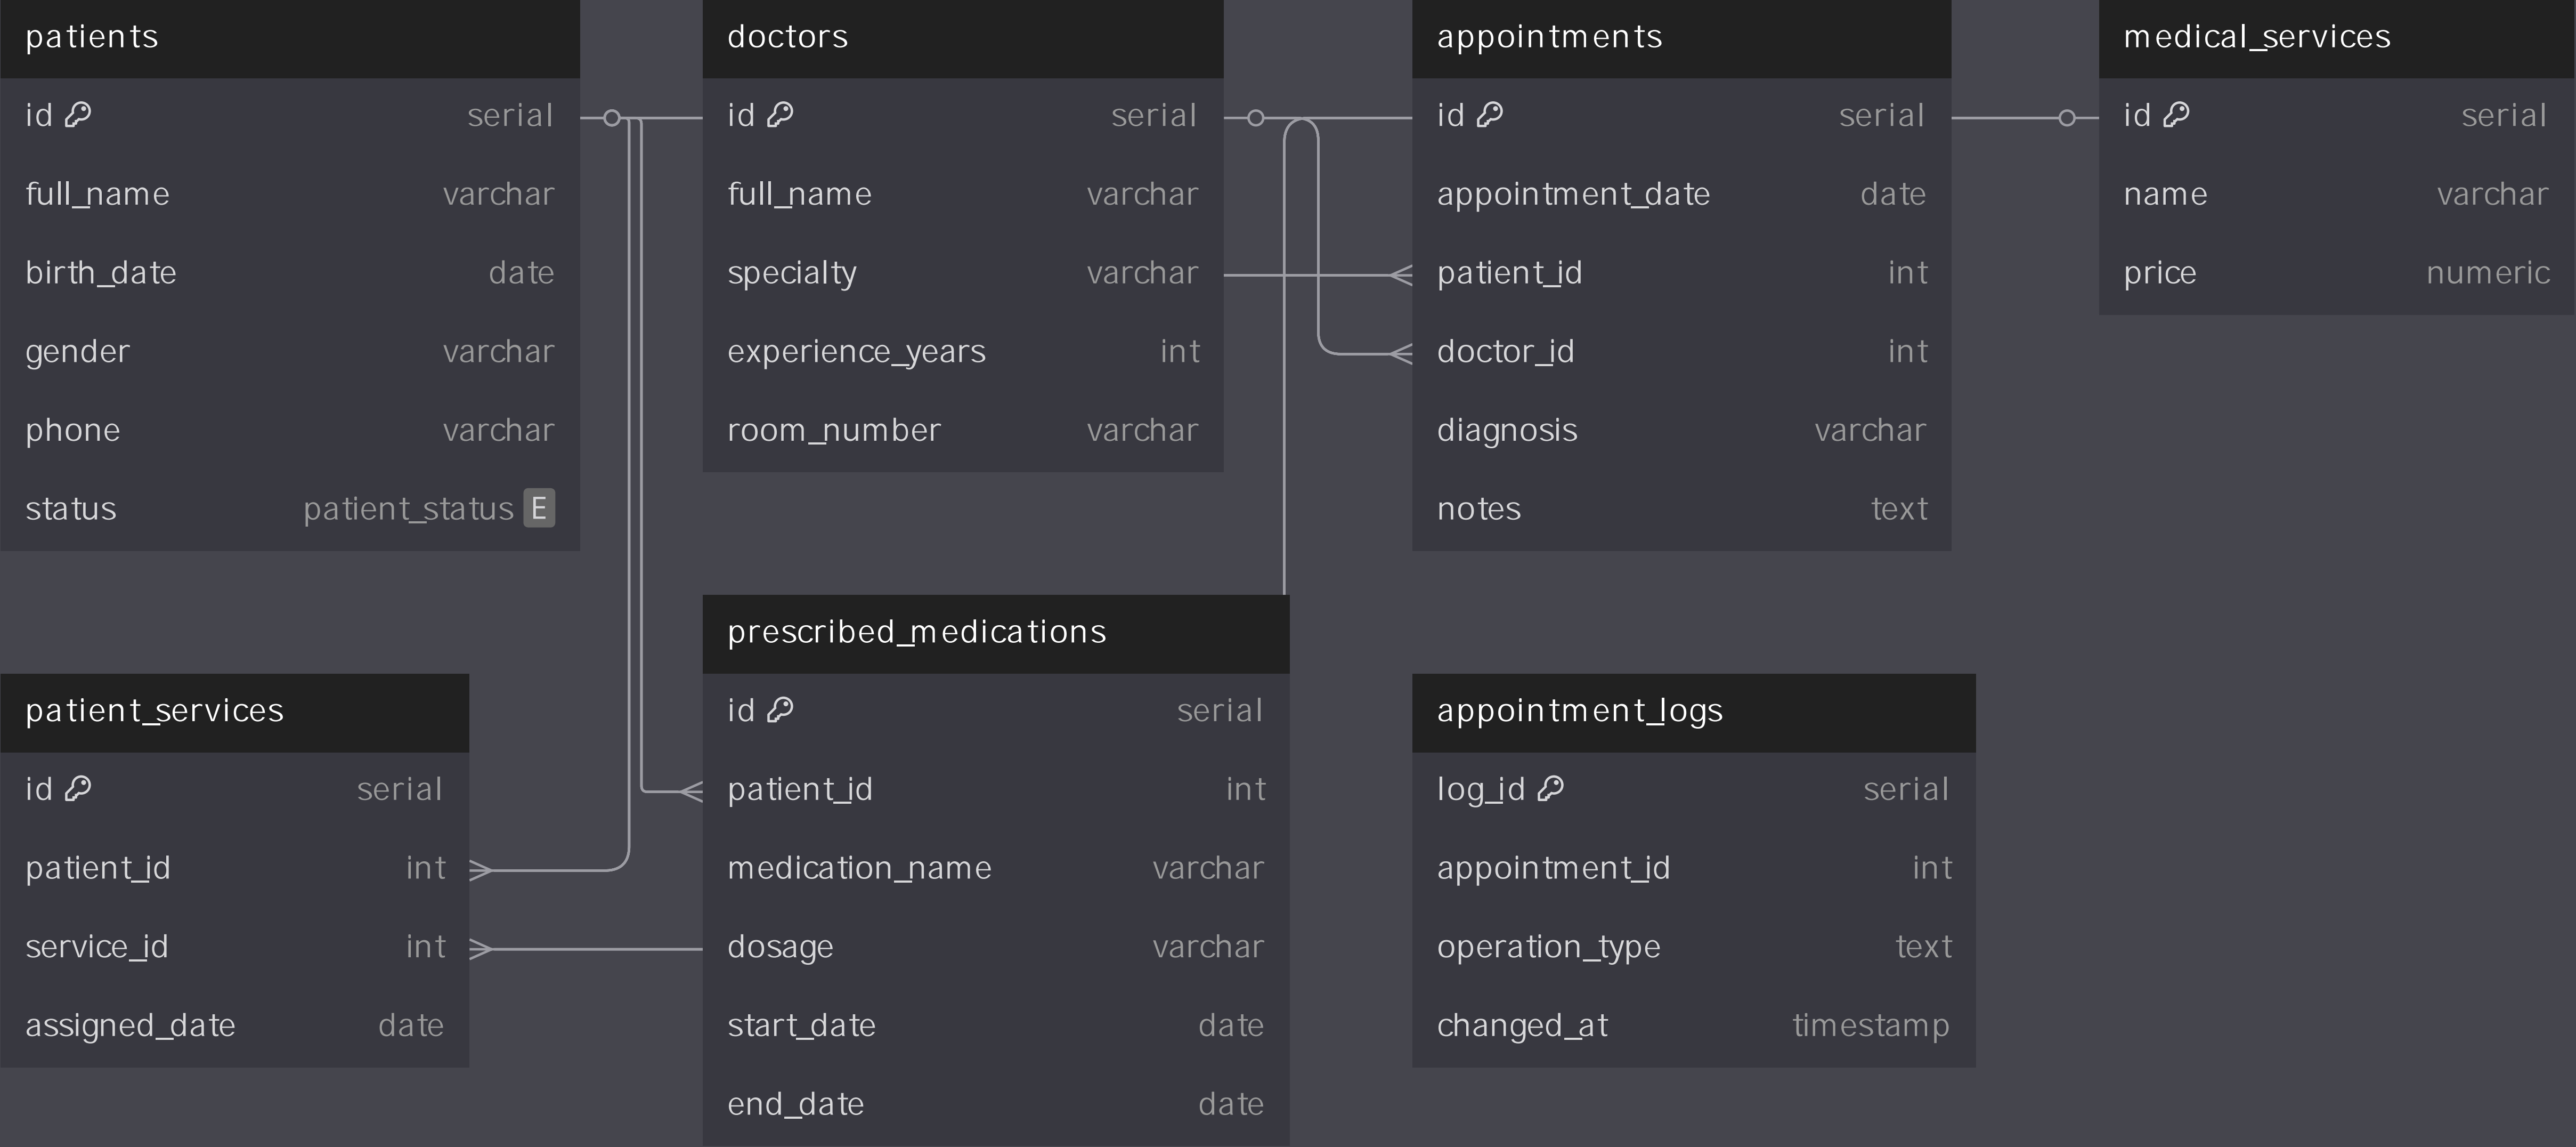 patients
id serial
full_name varchar
birth_date date
gender varchar
phone varchar
status patient_status E
doctors
id serial
full_name varchar
specialty varchar
experience_years int
room_number varchar
appointments
id serial
appointment_date date
patient_id int
doctor_id int
diagnosis varchar
notes text
medical_services
id serial
name varchar
price numeric
patient_services
id serial
patient_id int
service_id int
assigned_date date
prescribed_medications
id serial
patient_id int
medication_name varchar
dosage varchar
start_date date
end_date date
appointment_logs
log_id serial
appointment_id int
operation_type text
changed_at timestamp